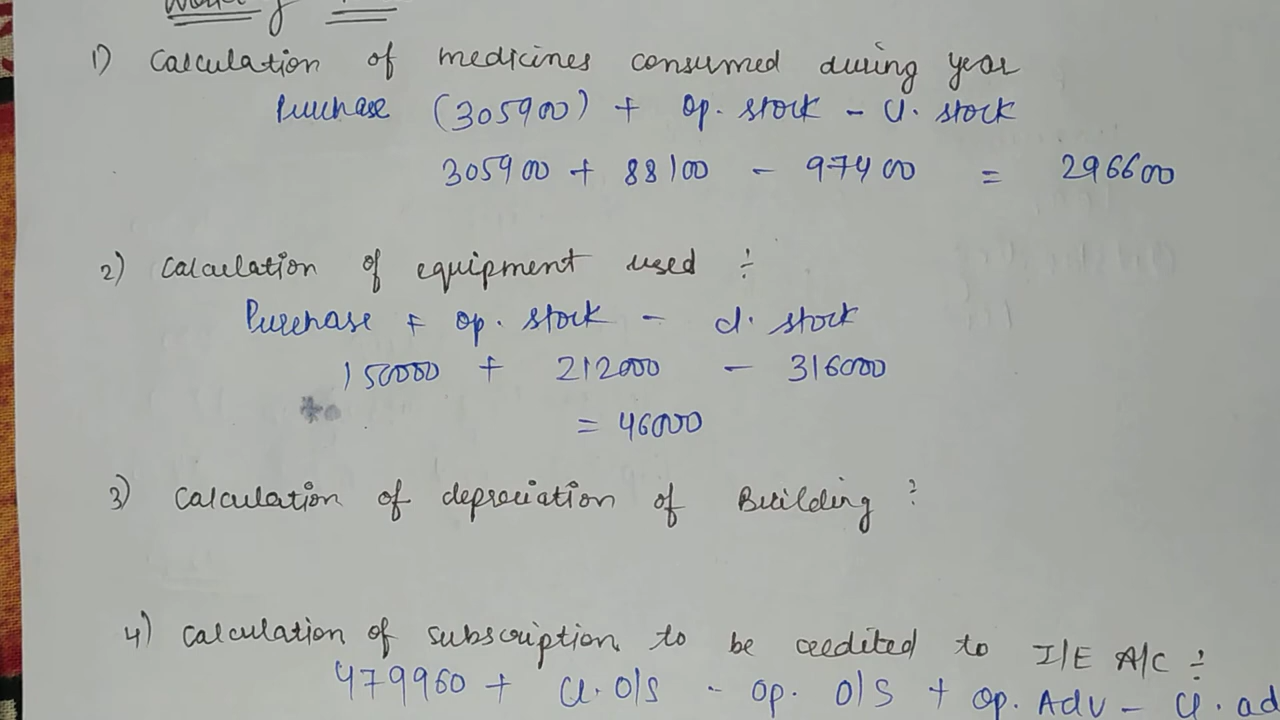 1) Calculation of medicines consumed during year
Purchase (305900) + Op. stock - Cl. stock
305900 + 88100 - 97400 = 296600
2) Calculation of equipment used ÷
Purchase + op. stock - cl. stock
150000 + 212000 - 316000
= 46000
3) Calculation of depreciation of Building :
4) Calculation of subscription to be credited to I/E A/C ÷
479960 + Cl. O/S - Op. O/S + Op. Adv - Cl. ad